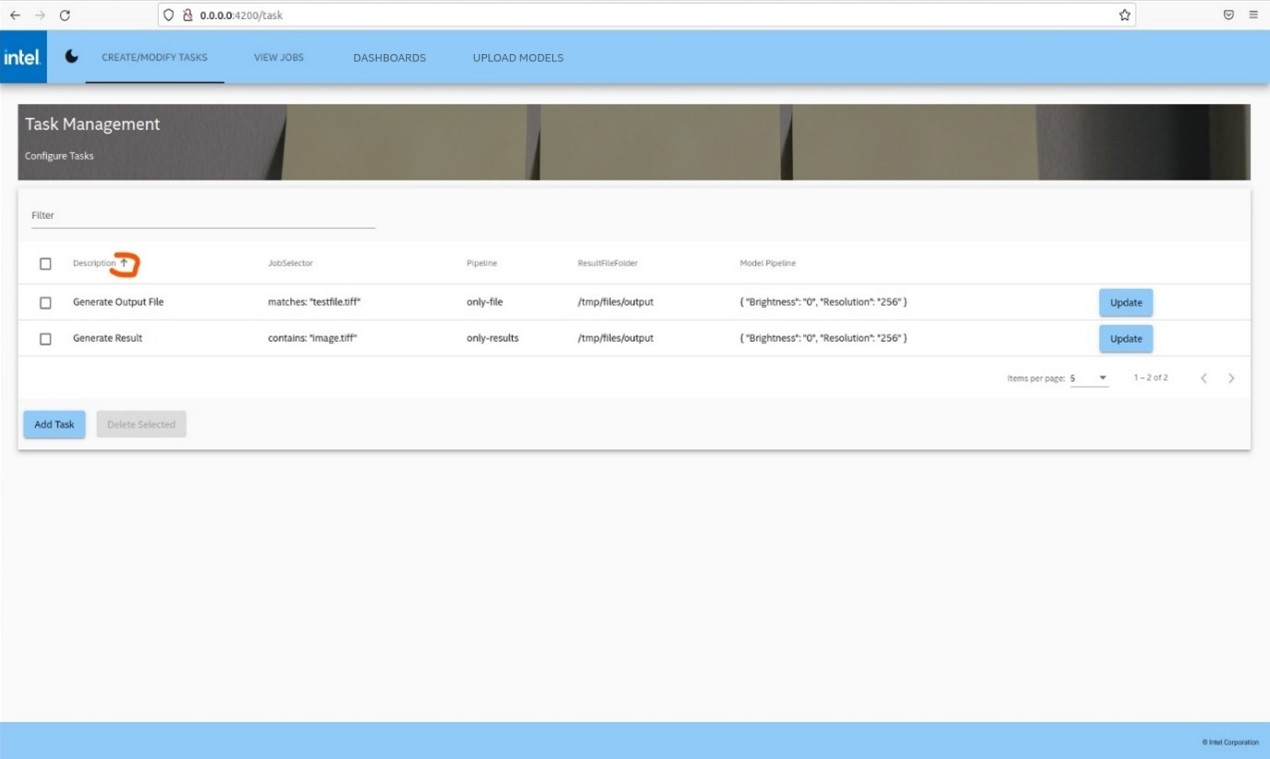 0.0.0.0:4200/task
intel. CREATE/MODIFY TASKS VIEW JOBS DASHBOARDS UPLOAD MODELS
Task Management
Configure Tasks
Filter
Description JobSelector Pipeline ResultFileFolder Model Pipeline
Generate Output File matches: "testfile.tiff" only-file /tmp/files/output { "Brightness": "0", "Resolution": "256" } Update
Generate Result contains: "image.tiff" only-results /tmp/files/output { "Brightness": "0", "Resolution": "256" } Update
Items per page: 5 1 – 2 of 2
Add Task Delete Selected
© Intel Corporation